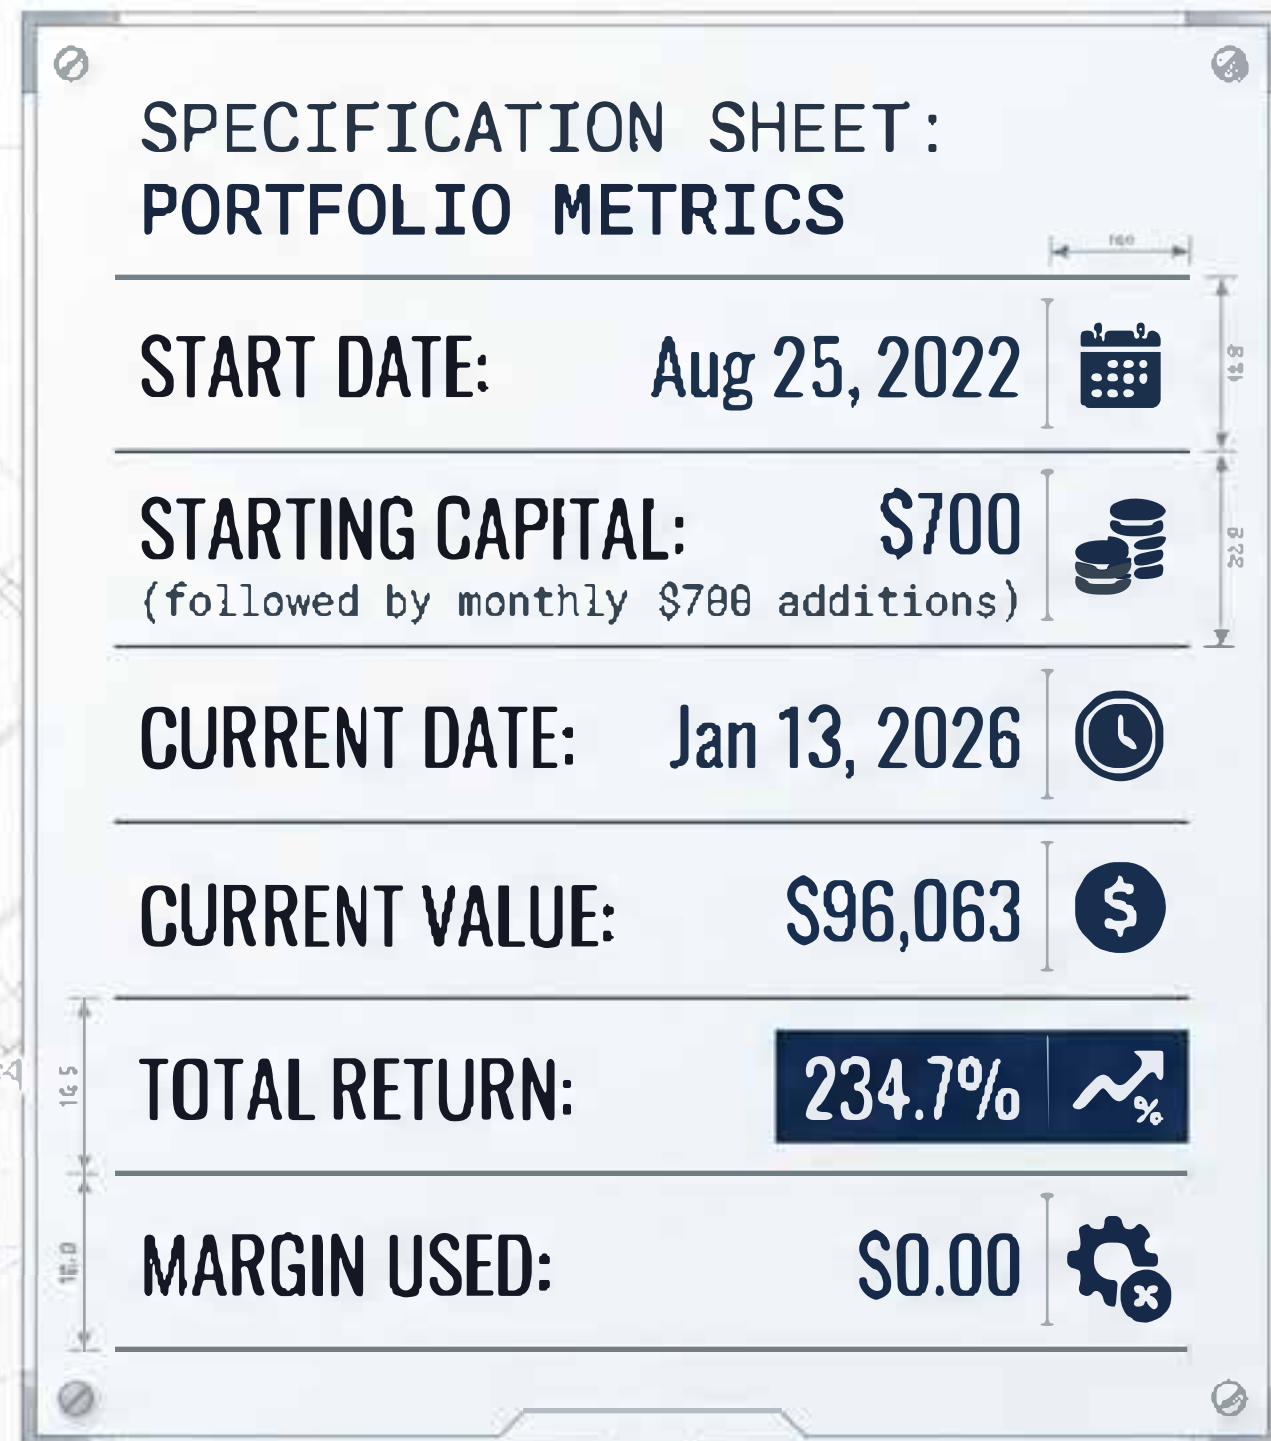 SPECIFICATION SHEET:
PORTFOLIO METRICS
START DATE: Aug 25, 2022
STARTING CAPITAL: $700
(followed by monthly $700 additions)
CURRENT DATE: Jan 13, 2026
CURRENT VALUE: $96,063
TOTAL RETURN: 234.7%
MARGIN USED: $0.00